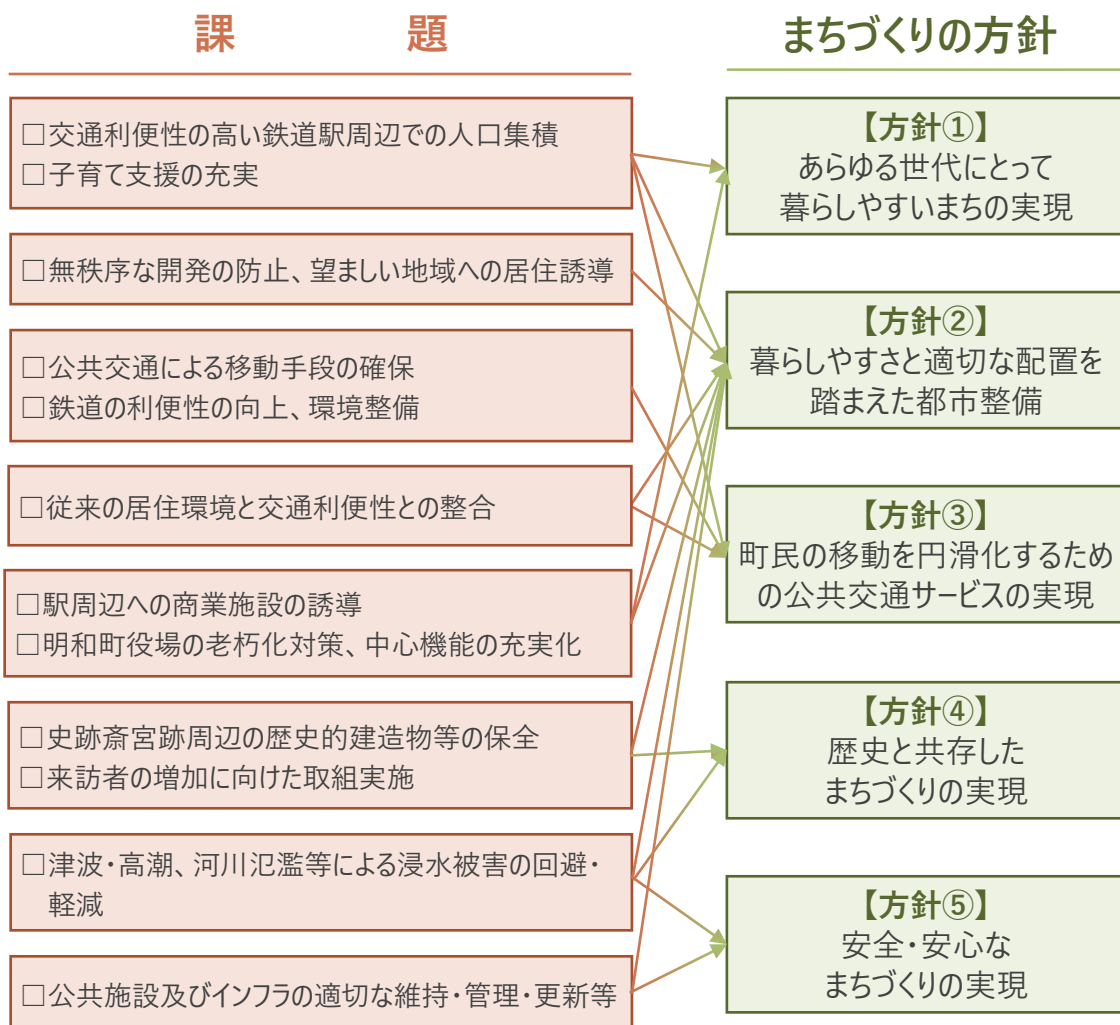 課題
□交通利便性の高い鉄道駅周辺での人口集積
□子育て支援の充実
□無秩序な開発の防止、望ましい地域への居住誘導
□公共交通による移動手段の確保
□鉄道の利便性の向上、環境整備
□従来の居住環境と交通利便性との整合
□駅周辺への商業施設の誘導
□明和町役場の老朽化対策、中心機能の充実化
□史跡斎宮跡周辺の歴史的建造物等の保全
□来訪者の増加に向けた取組実施
□津波・高潮、河川氾濫等による浸水被害の回避・
軽減
□公共施設及びインフラの適切な維持・管理・更新等
まちづくりの方針
【方針①】
あらゆる世代にとって
暮らしやすいまちの実現
【方針②】
暮らしやすさと適切な配置を
踏まえた都市整備
【方針③】
町民の移動を円滑化するため
の公共交通サービスの実現
【方針④】
歴史と共存した
まちづくりの実現
【方針⑤】
安全・安心な
まちづくりの実現